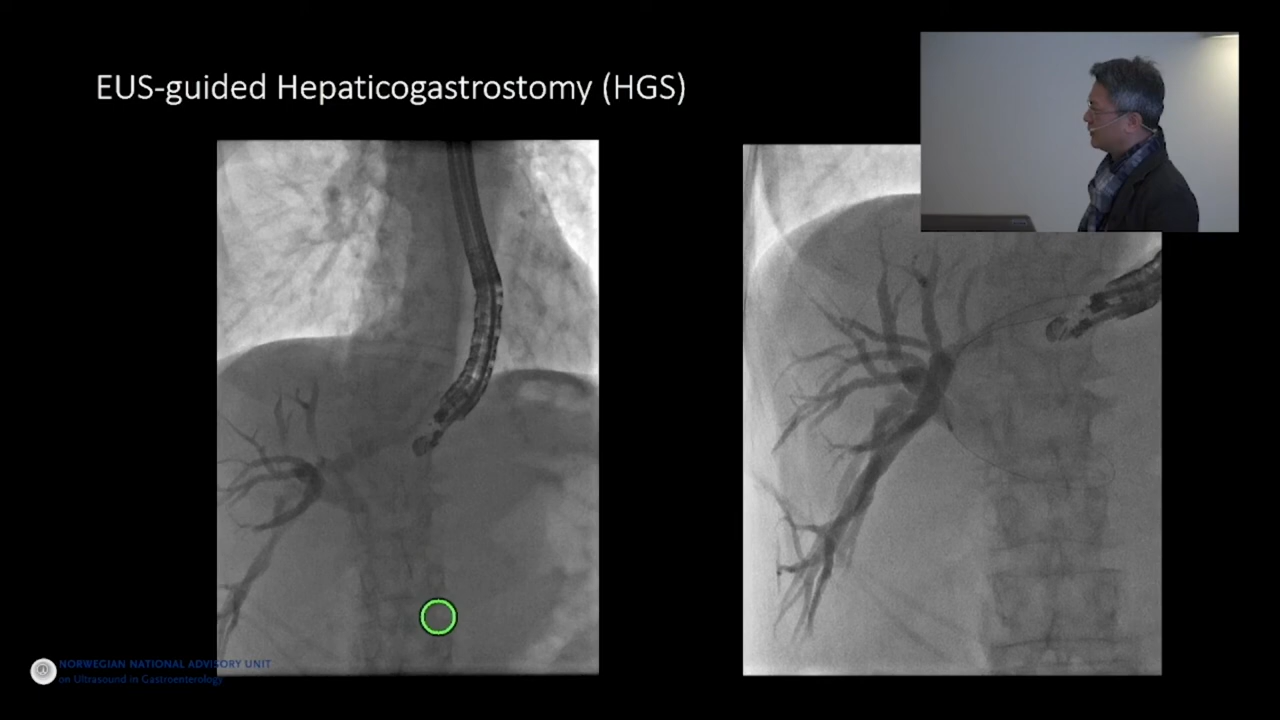 EUS-guided Hepaticogastrostomy (HGS)
NORWEGIAN NATIONAL ADVISORY UNIT
on Ultrasound in Gastroenterology